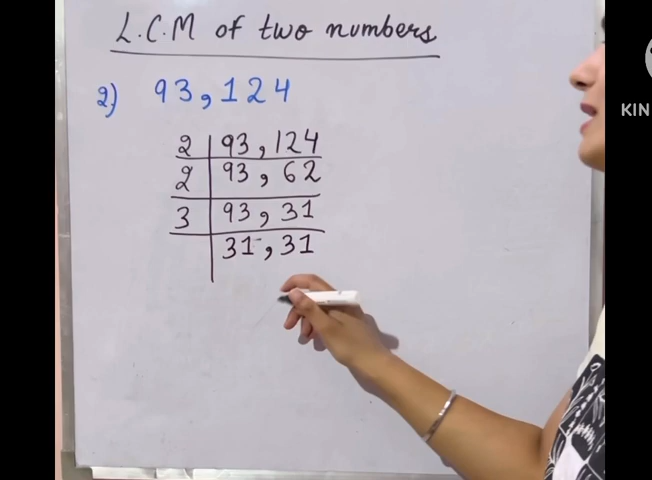 L.C.M of two numbers
2) 93, 124
2 | 93, 124
2 | 93, 62
3 | 93, 31
| 31, 31
KIN